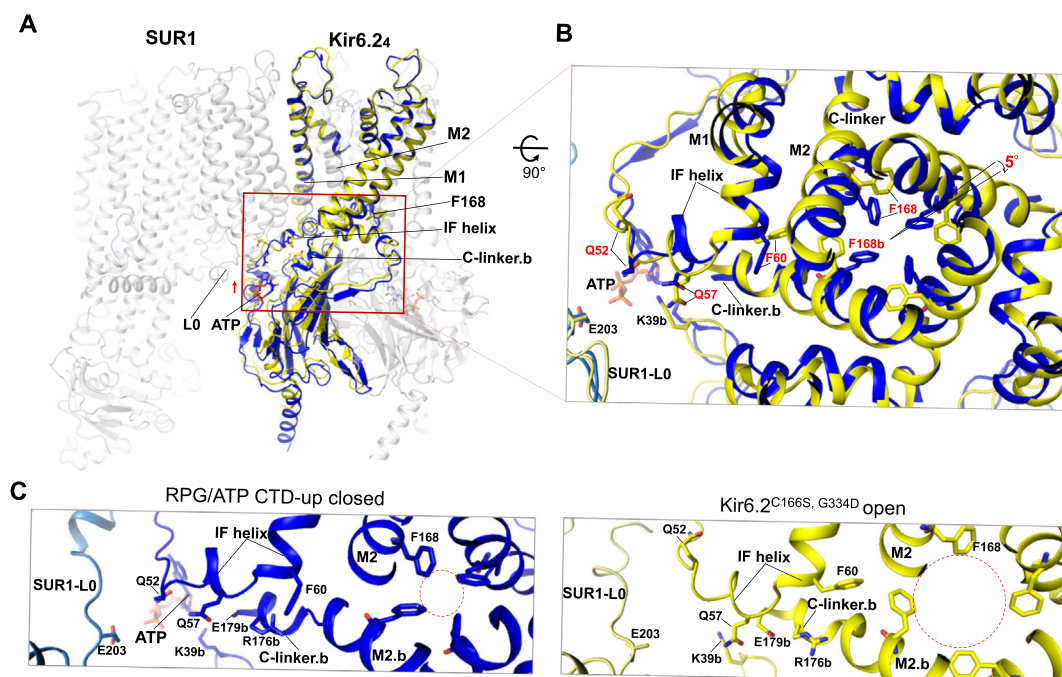 A
SUR1
Kir6.24
M2
M1
F168
IF helix
C-linker.b
L0
ATP
90°
B
C-linker
M1
M2
5°
IF helix
F168
Q52
F168b
F60
ATP
Q57
C-linker.b
K39b
E203
SUR1-L0
C
RPG/ATP CTD-up closed
IF helix
M2
F168
SUR1-L0
Q52
F60
ATP
Q57
E179b
R176b
E203
K39b
C-linker.b
M2.b
Kir6.2C166S, G334D open
Q52
M2
F168
IF helix
F60
SUR1-L0
C-linker.b
Q57
E203
E179b
K39b
R176b
M2.b